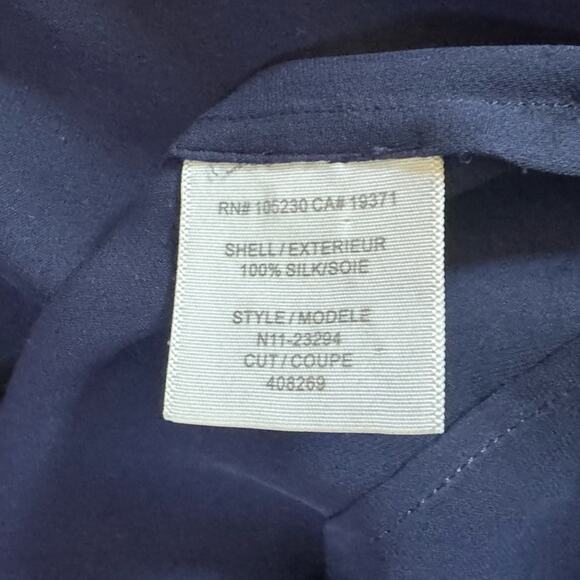 RN# 105230 CA# 19371
SHELL/EXTERIEUR
100% SILK/SOIE
STYLE/MODELE
N11-23294
CUT/COUPE
408269